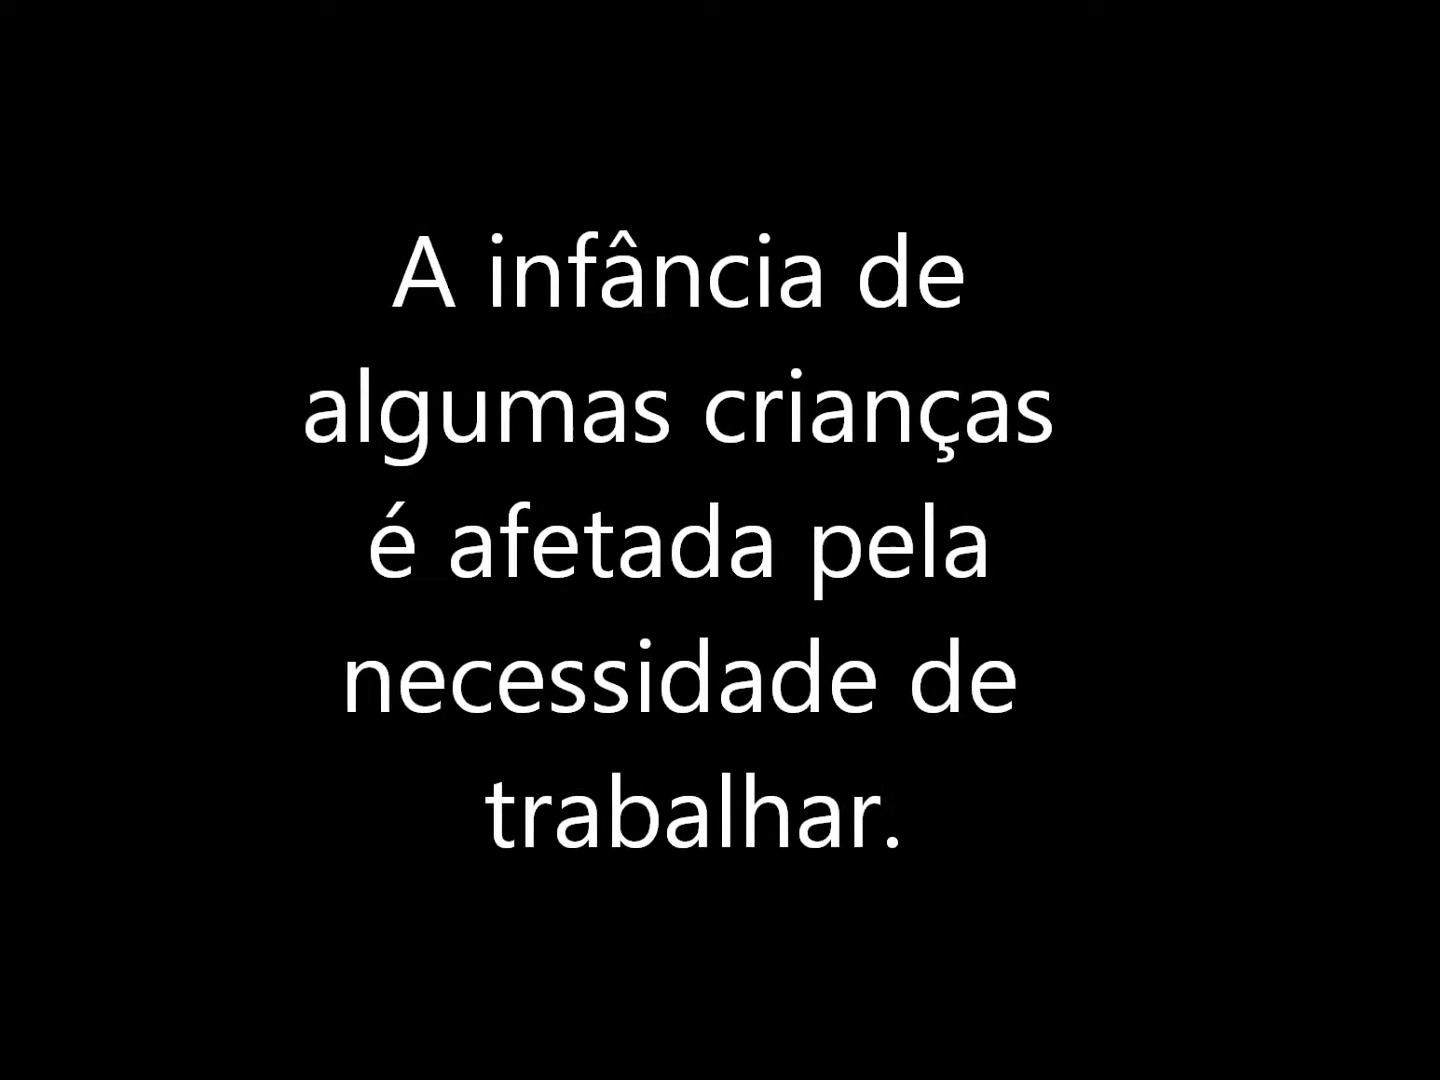 A infância de
algumas crianças
é afetada pela
necessidade de
trabalhar.